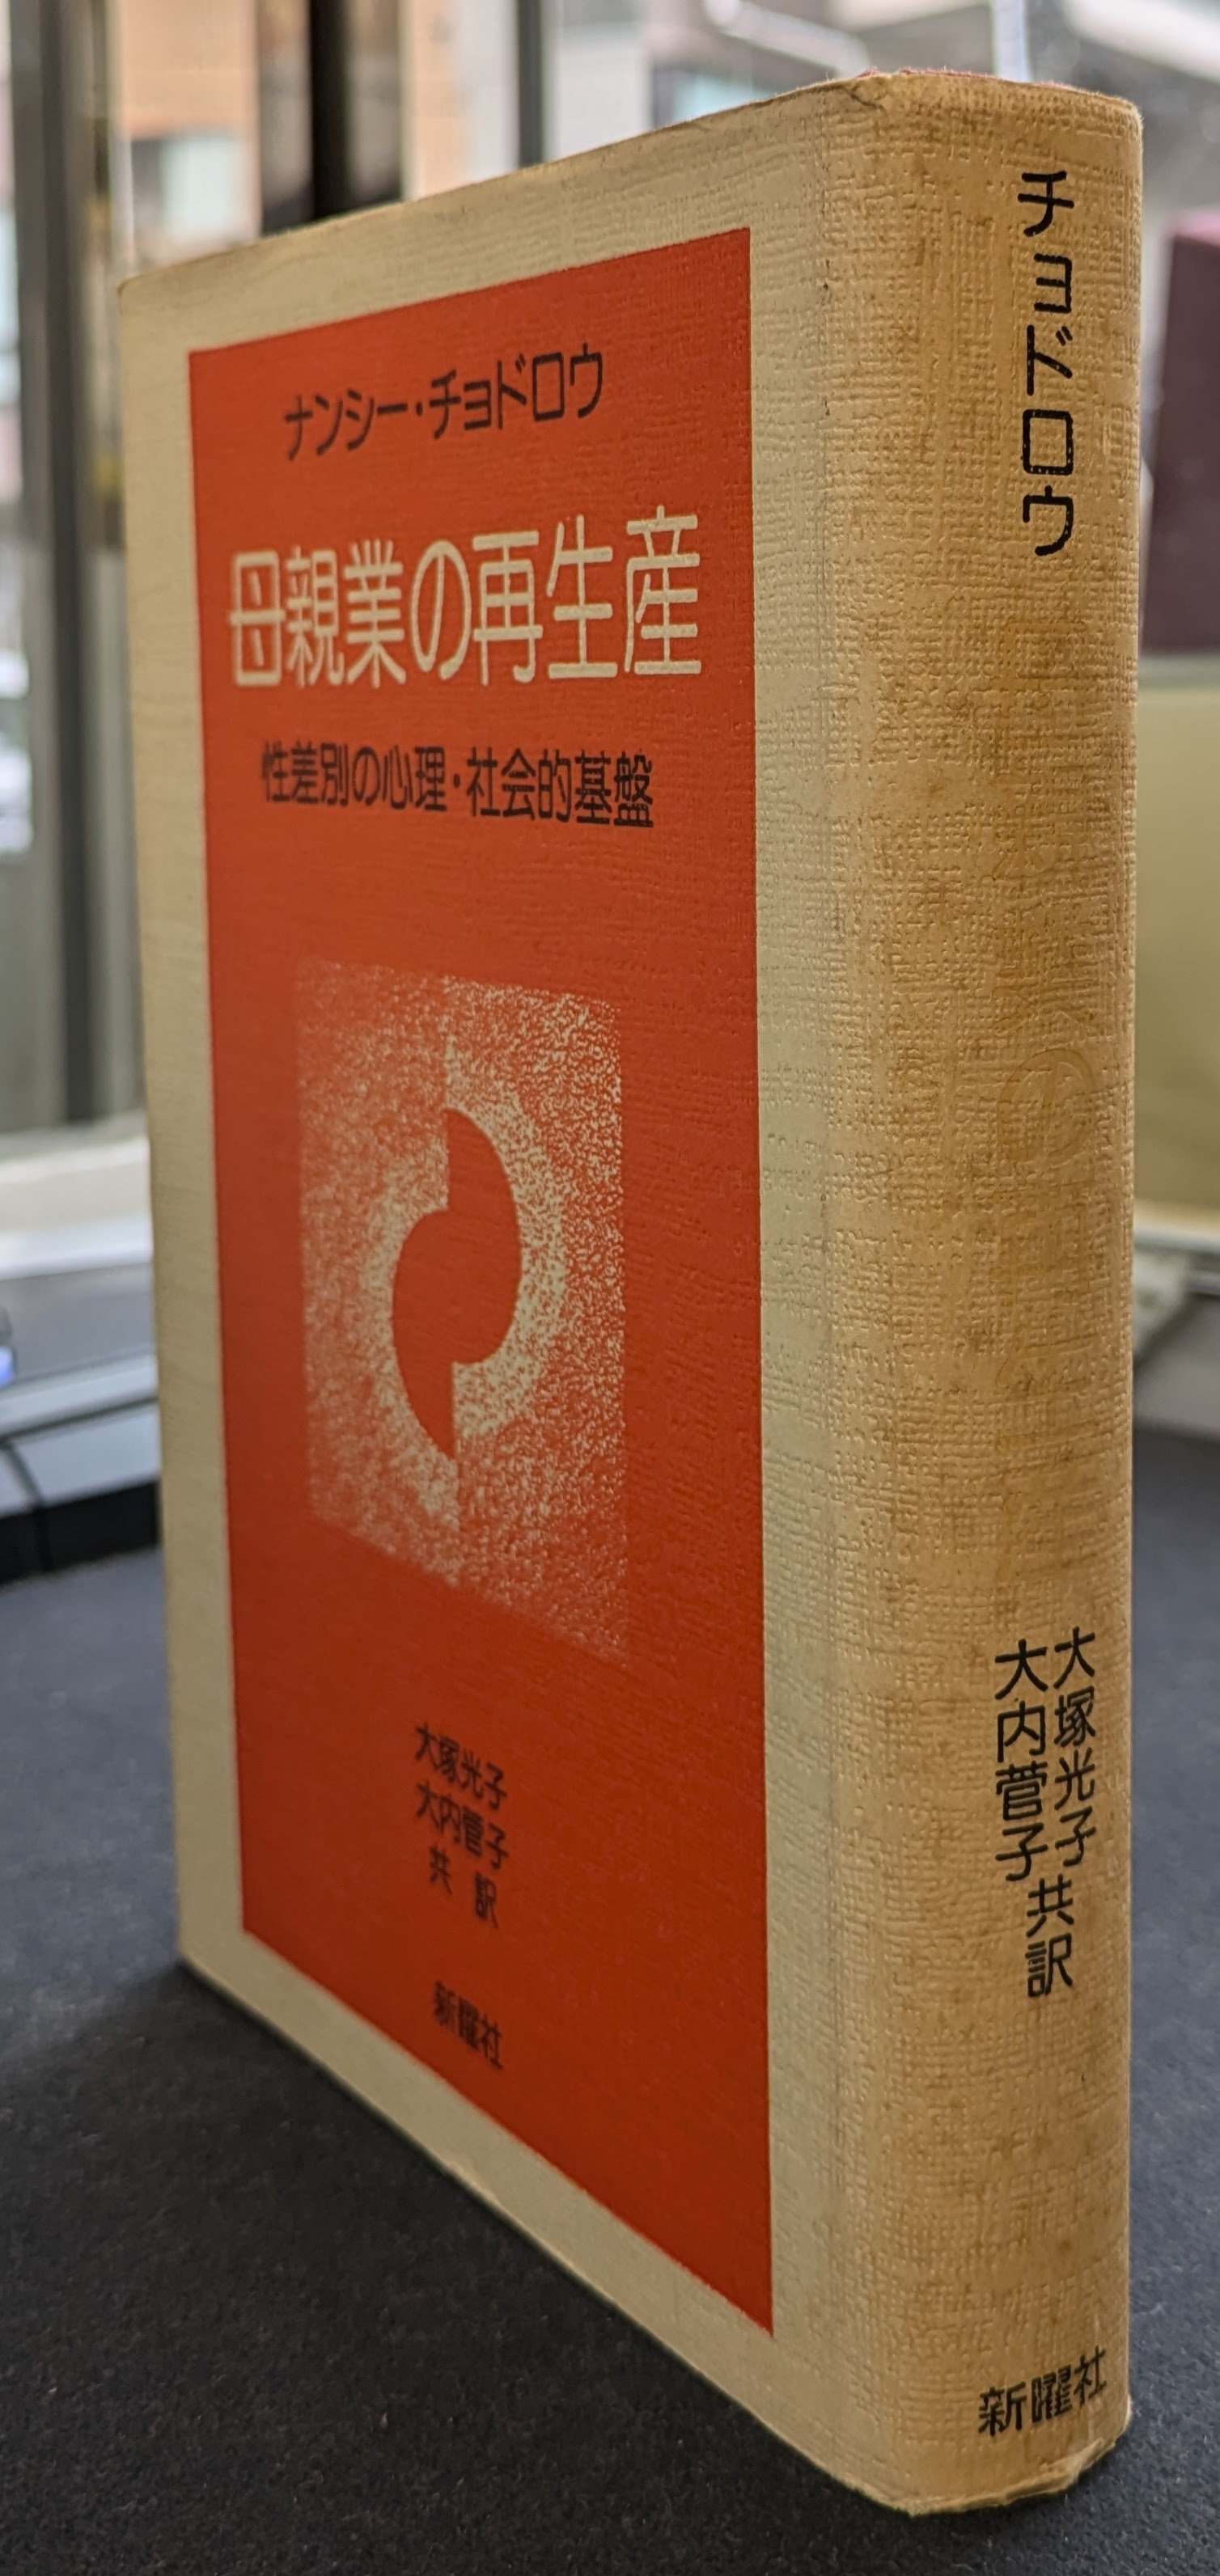 ナンシー・チョドロウ
母親業の再生産
性差別の心理・社会的基盤
大塚光子
大内菅子
共訳
新曜社
チョドロウ
大塚光子
大内菅子
共訳
新曜社